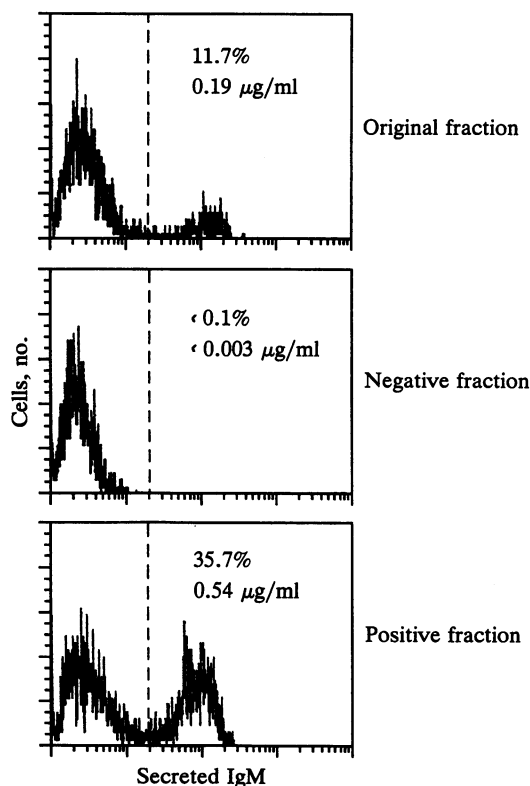 11.7%
0.19 μg/ml
Original fraction
< 0.1%
< 0.003 μg/ml
Negative fraction
Cells, no.
35.7%
0.54 μg/ml
Positive fraction
Secreted IgM